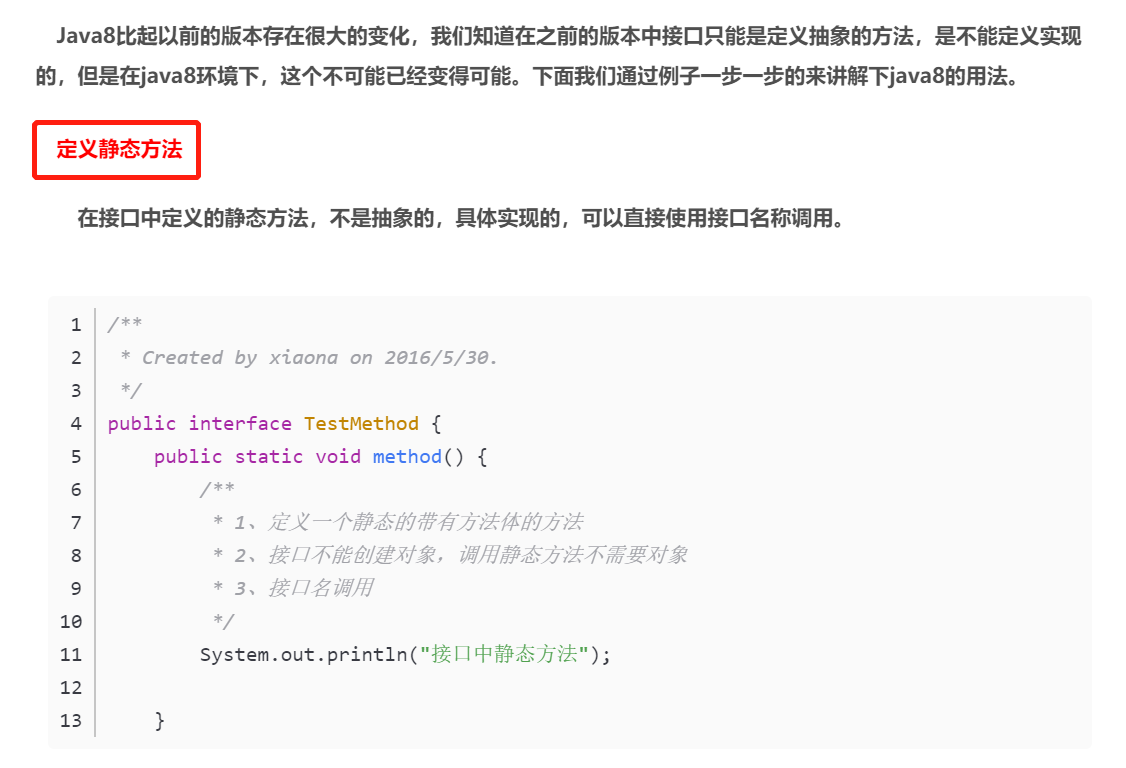 Java8比起以前的版本存在很大的变化，我们知道在之前的版本中接口只能是定义抽象的方法，是不能定义实现
的，但是在java8环境下，这个不可能已经变得可能。下面我们通过例子一步一步的来讲解下java8的用法。
定义静态方法
在接口中定义的静态方法，不是抽象的，具体实现的，可以直接使用接口名称调用。
1 /**
2  * Created by xiaona on 2016/5/30.
3  */
4 public interface TestMethod {
5     public static void method() {
6         /**
7          * 1、定义一个静态的带有方法体的方法
8          * 2、接口不能创建对象，调用静态方法不需要对象
9          * 3、接口名调用
10          */
11         System.out.println("接口中静态方法");
12
13     }